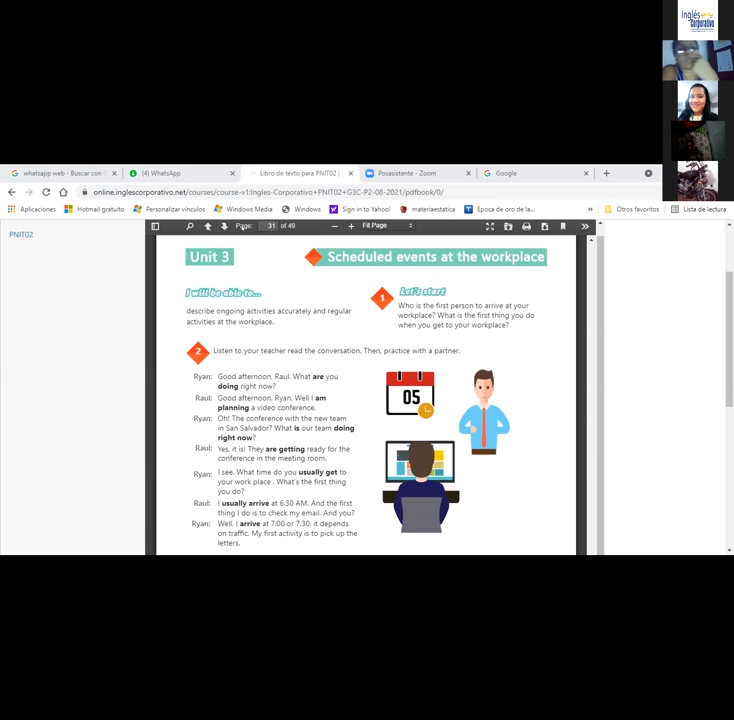 Inglés
Corporativo
whatsapp web - Buscar con
(4) WhatsApp
Libro de texto para PNIT02 |
Posasistente - Zoom
Google
online.inglescorporativo.net/courses/course-v1:Ingles-Corporativo+PNIT02+G3C-P2-08-2021/pdfbook/0/
Aplicaciones
Hotmail gratuito
Personalizar vínculos
Windows Media
Windows
Sign in to Yahoo!
materiaestatica
Epoca de oro de la...
Otros favoritos
Lista de lectura
PNIT02
Page: 31 of 49
Fit Page
Unit 3
Scheduled events at the workplace
I will be able to...
describe ongoing activities accurately and regular
activities at the workplace.
1
Let's start
Who is the first person to arrive at your
workplace? What is the first thing you do
when you get to your workplace?
2
Listen to your teacher read the conversation. Then, practice with a partner.
Ryan: Good afternoon, Raul. What are you
doing right now?
Raul: Good afternoon, Ryan. Well I am
planning a video conference.
Ryan: Oh! The conference with the new team
in San Salvador? What is our team doing
right now?
Raul: Yes, it is! They are getting ready for the
conference in the meeting room.
Ryan: I see. What time do you usually get to
your work place . What's the first thing
you do?
Raul: I usually arrive at 6.30 AM. And the first
thing I do is to check my email. And you?
Ryan: Well, I arrive at 7:00 or 7.30, it depends
on traffic. My first activity is to pick up the
letters.
05